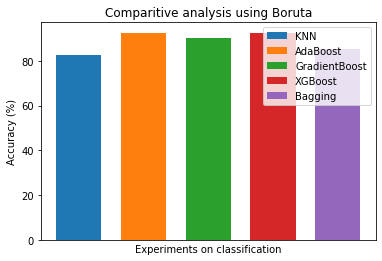 Comparitive analysis using Boruta
KNN
AdaBoost
GradientBoost
XGBoost
Bagging
80
60
40
20
0
Accuracy (%)
Experiments on classification